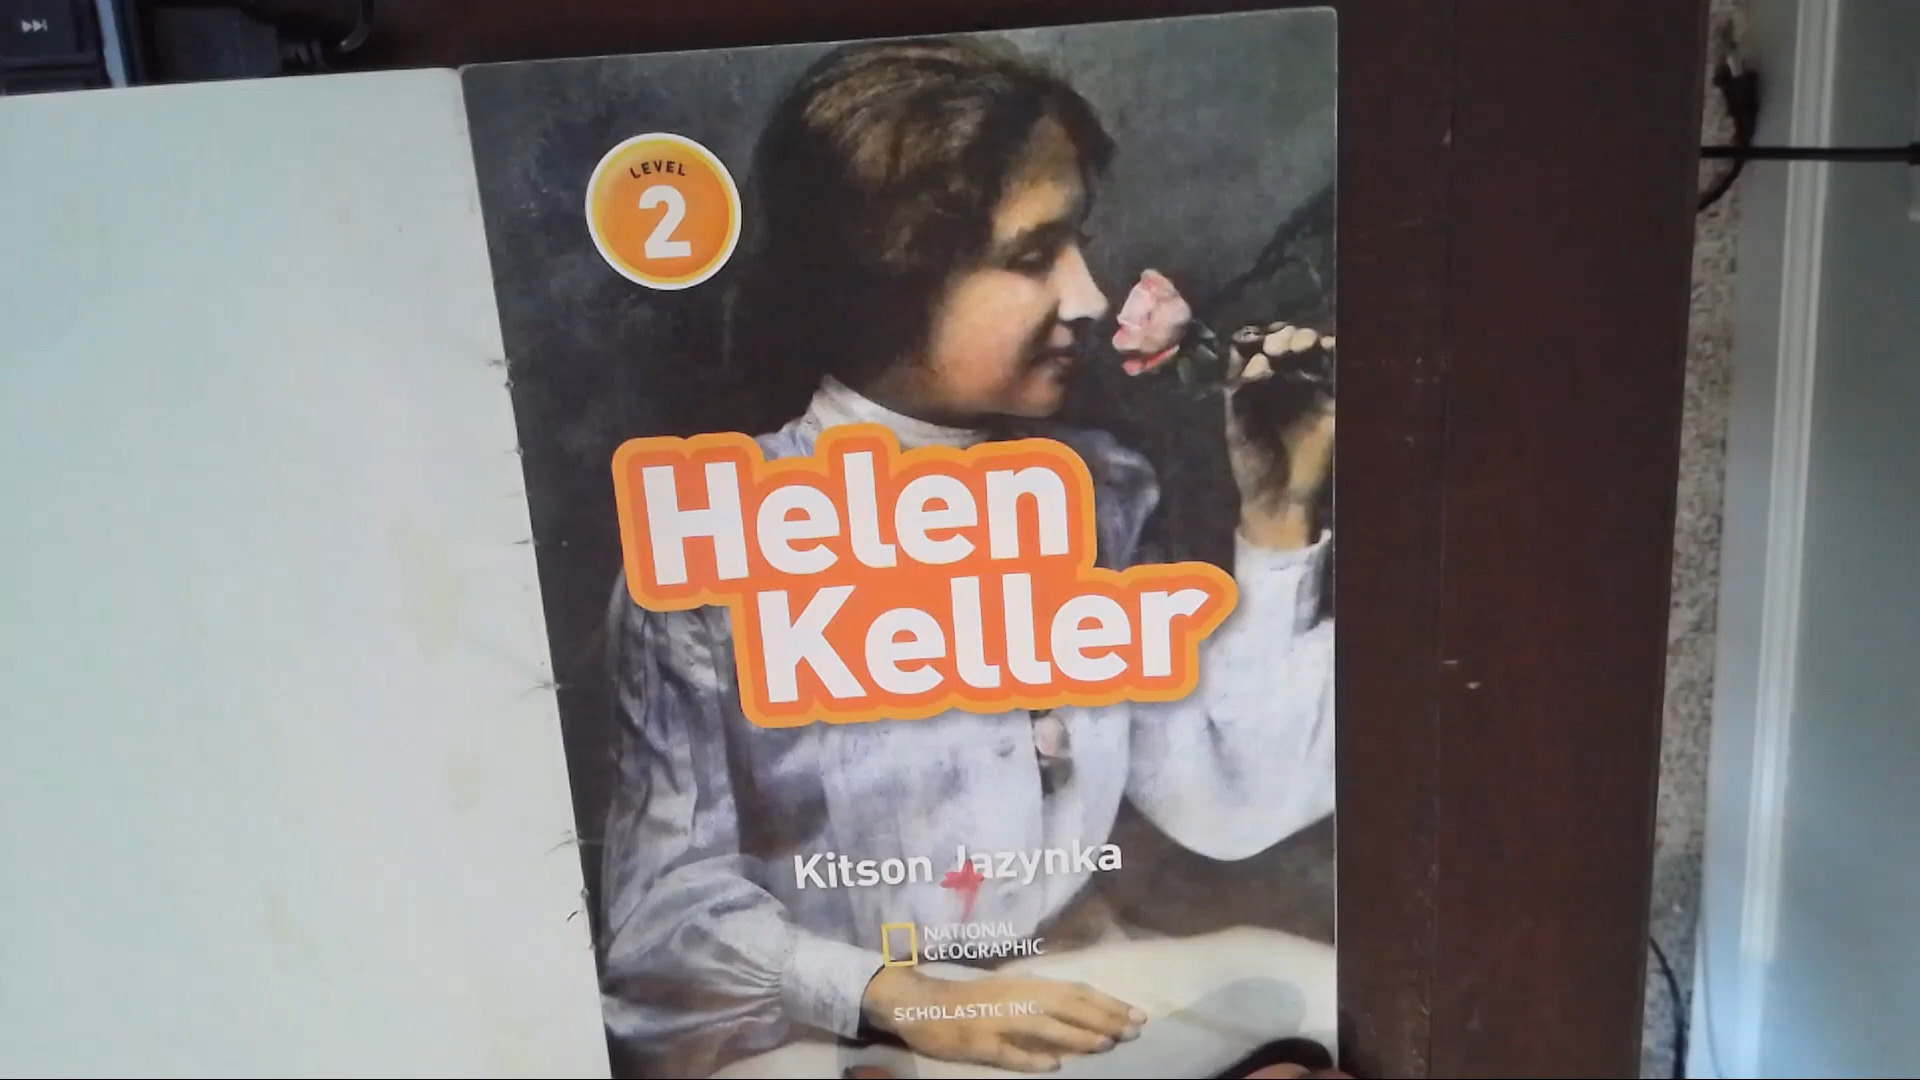 LEVEL
2
Helen
Keller
Kitson Jazynka
NATIONAL
GEOGRAPHIC
SCHOLASTIC INC.